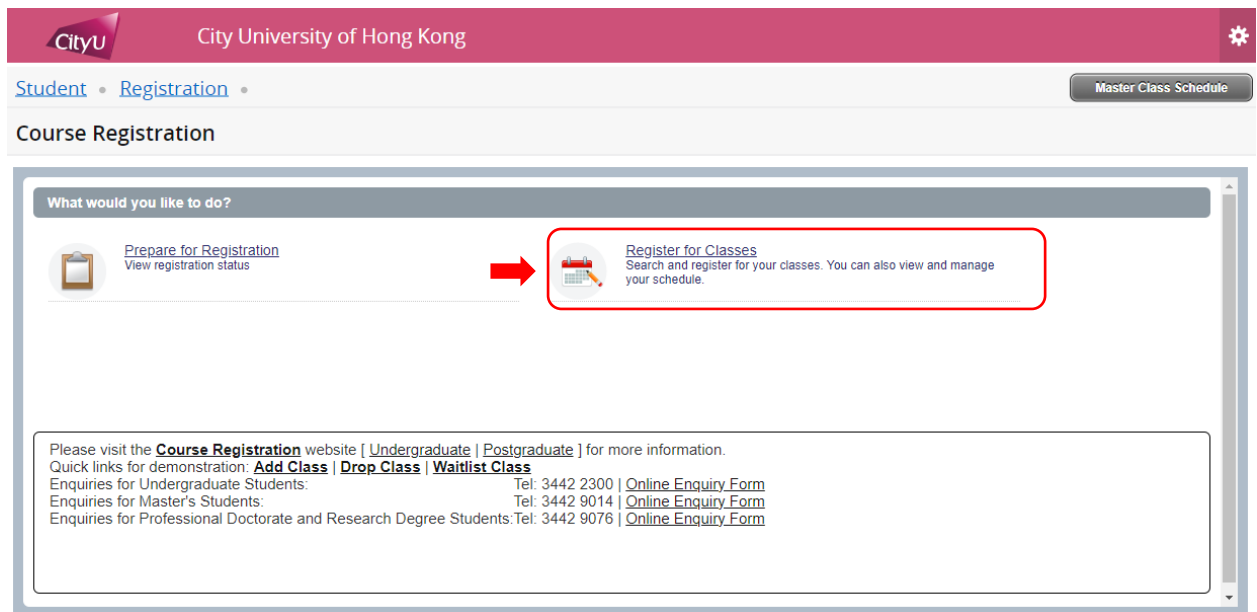 CityU
City University of Hong Kong
Student • Registration •
Master Class Schedule
Course Registration
What would you like to do?
Prepare for Registration
View registration status
Register for Classes
Search and register for your classes. You can also view and manage
your schedule.
Please visit the Course Registration website [ Undergraduate | Postgraduate ] for more information.
Quick links for demonstration: Add Class | Drop Class | Waitlist Class
Enquiries for Undergraduate Students: Tel: 3442 2300 | Online Enquiry Form
Enquiries for Master's Students: Tel: 3442 9014 | Online Enquiry Form
Enquiries for Professional Doctorate and Research Degree Students:Tel: 3442 9076 | Online Enquiry Form